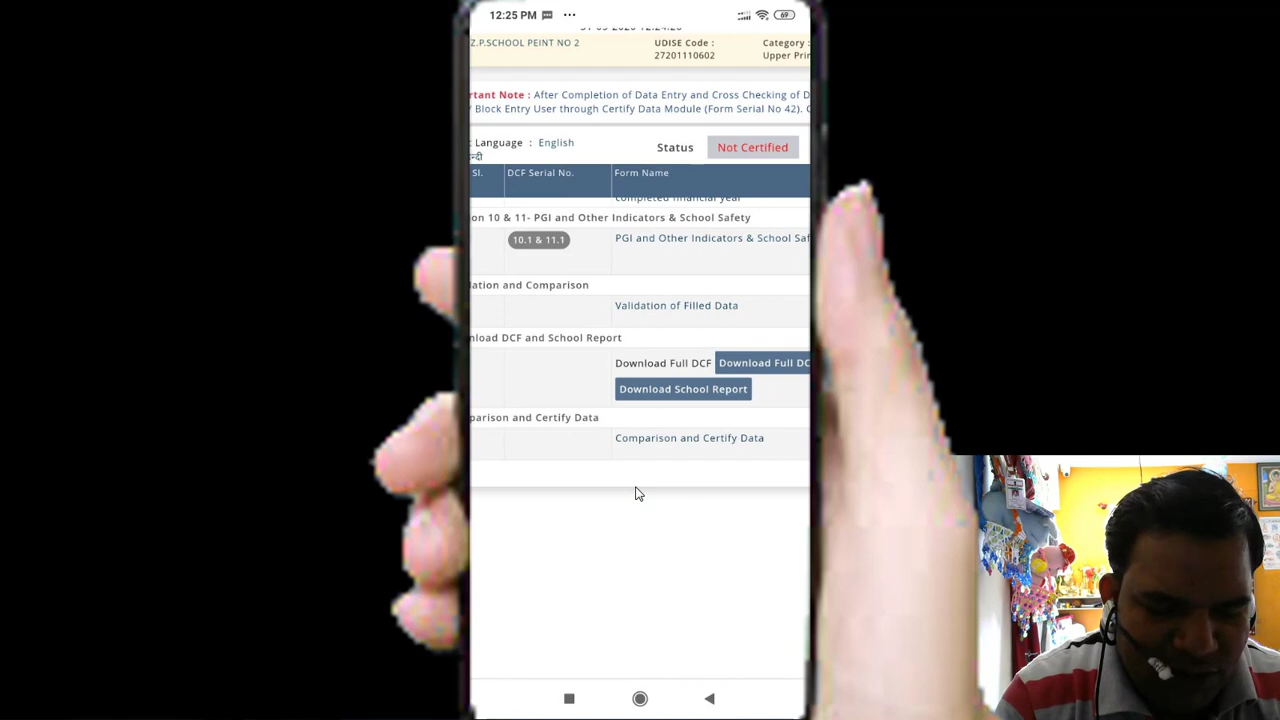 12:25 PM
69
Z.P.SCHOOL PEINT NO 2
UDISE Code :
27201110602
Category :
Upper Prin
rtant Note : After Completion of Data Entry and Cross Checking of D
Block Entry User through Certify Data Module (Form Serial No 42).
Language : English
न्दी
Status
Not Certified
Sl.
DCF Serial No.
Form Name
completed financial year
on 10 & 11- PGI and Other Indicators & School Safety
10.1 & 11.1
PGI and Other Indicators & School Saf
lation and Comparison
Validation of Filled Data
nload DCF and School Report
Download Full DCF
Download Full DC
Download School Report
parison and Certify Data
Comparison and Certify Data